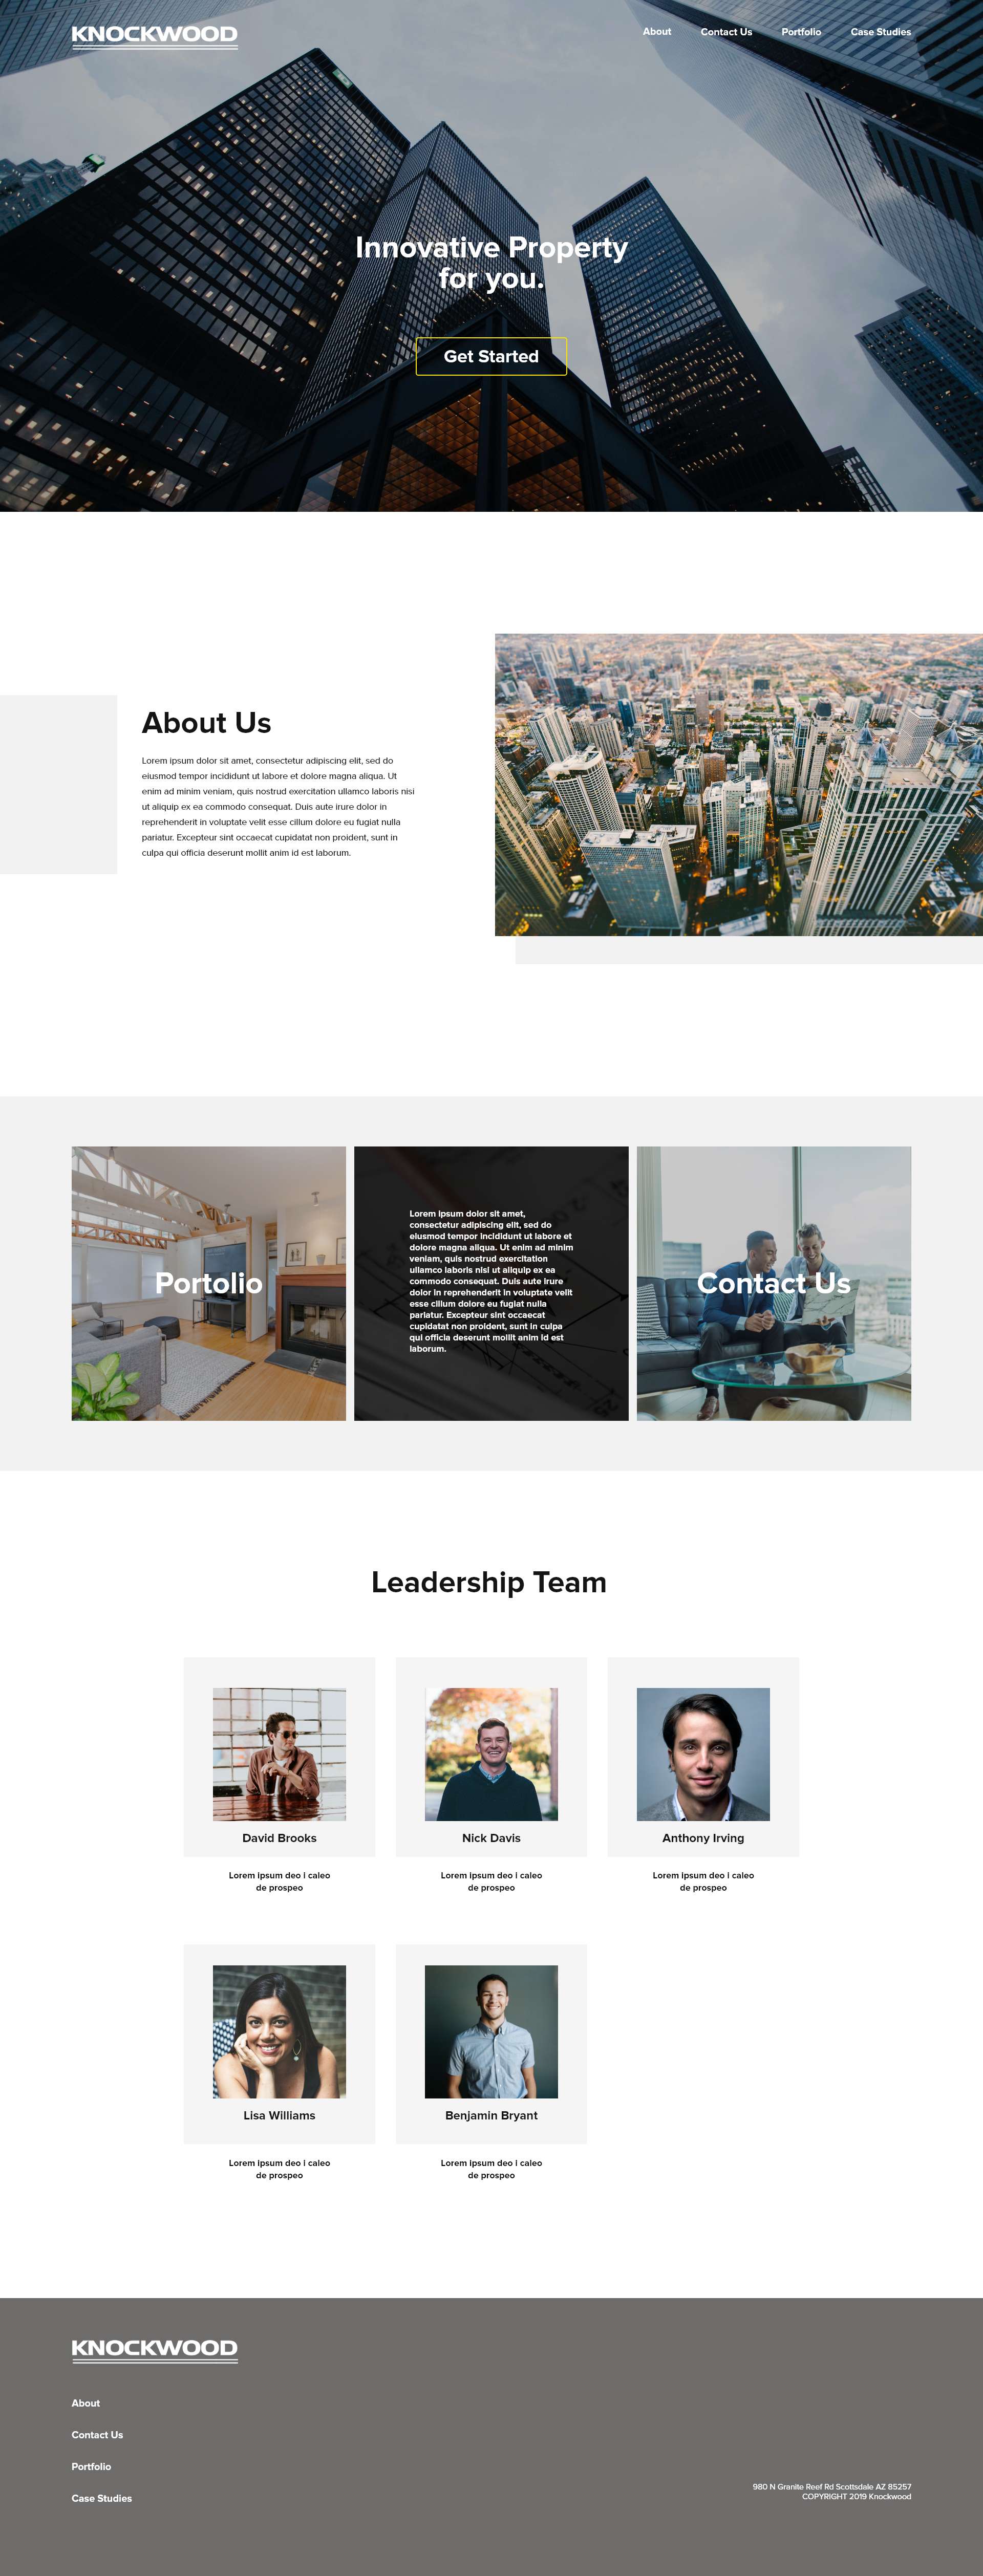 KNOCKWOOD
About Contact Us Portfolio Case Studies
Innovative Property
for you.
Get Started
About Us
Lorem ipsum dolor sit amet, consectetur adipiscing elit, sed do
eiusmod tempor incididunt ut labore et dolore magna aliqua. Ut
enim ad minim veniam, quis nostrud exercitation ullamco laboris nisi
ut aliquip ex ea commodo consequat. Duis aute irure dolor in
reprehenderit in voluptate velit esse cillum dolore eu fugiat nulla
pariatur. Excepteur sint occaecat cupidatat non proident, sunt in
culpa qui officia deserunt mollit anim id est laborum.
Portolio
Lorem ipsum dolor sit amet,
consectetur adipiscing elit, sed do
eiusmod tempor incididunt ut labore et
dolore magna aliqua. Ut enim ad minim
veniam, quis nostrud exercitation
ullamco laboris nisi ut aliquip ex ea
commodo consequat. Duis aute irure
dolor in reprehenderit in voluptate velit
esse cillum dolore eu fugiat nulla
pariatur. Excepteur sint occaecat
cupidatat non proident, sunt in culpa
qui officia deserunt mollit anim id est
laborum.
Contact Us
Leadership Team
David Brooks
Lorem ipsum deo i caleo
de prospeo
Nick Davis
Lorem ipsum deo i caleo
de prospeo
Anthony Irving
Lorem ipsum deo i caleo
de prospeo
Lisa Williams
Lorem ipsum deo i caleo
de prospeo
Benjamin Bryant
Lorem ipsum deo i caleo
de prospeo
KNOCKWOOD
About
Contact Us
Portfolio
Case Studies
980 N Granite Reef Rd Scottsdale AZ 85257
COPYRIGHT 2019 Knockwood